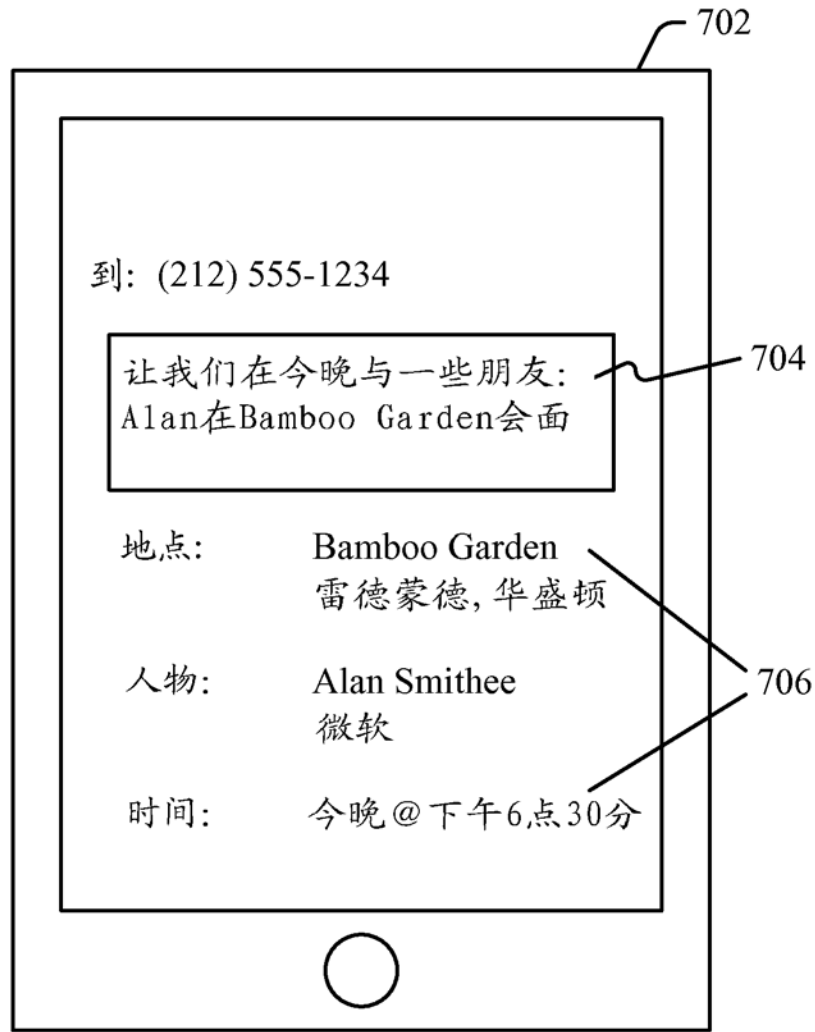 702
到: (212) 555-1234
让我们在今晚与一些朋友:
Alan在Bamboo Garden会面
704
地点: Bamboo Garden
雷德蒙德, 华盛顿
人物: Alan Smithee
微软
706
时间: 今晚@下午6点30分